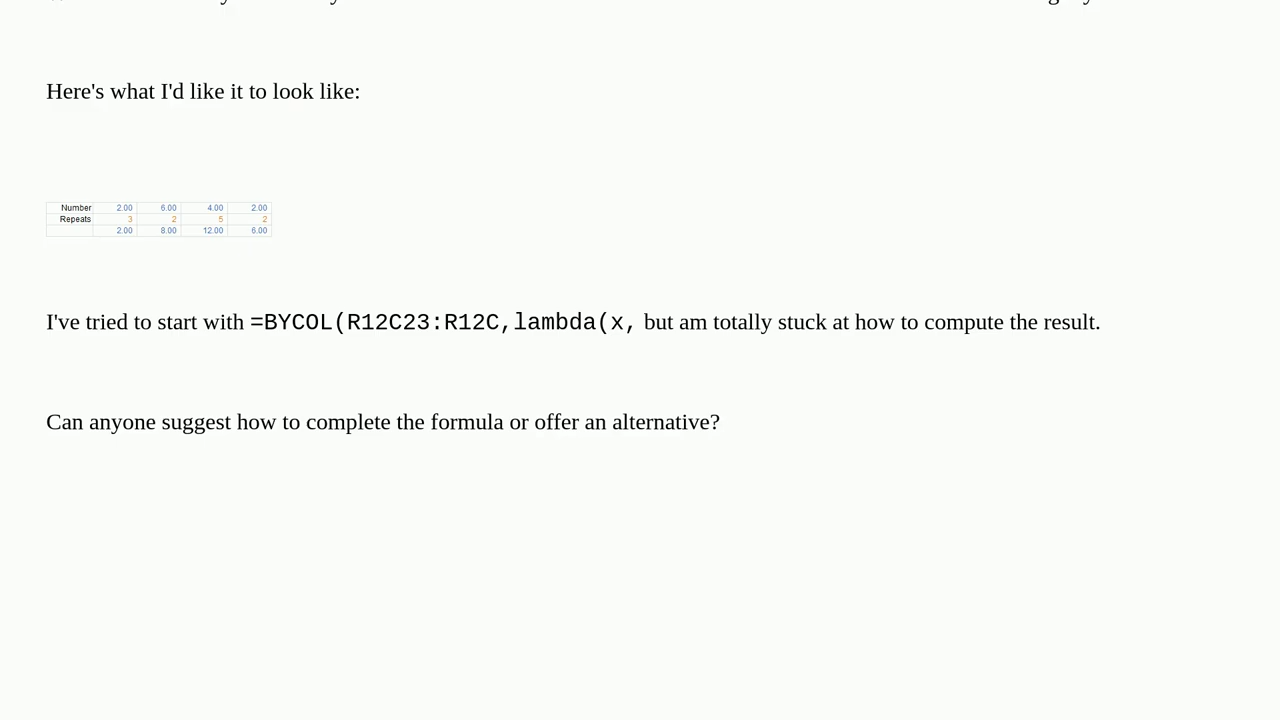 Here's what I'd like it to look like:
Number 2.00 6.00 4.00 2.00
Repeats 3 2 5 2
2.00 8.00 12.00 6.00
I've tried to start with =BYCOL(R12C23:R12C,lambda(x, but am totally stuck at how to compute the result.
Can anyone suggest how to complete the formula or offer an alternative?